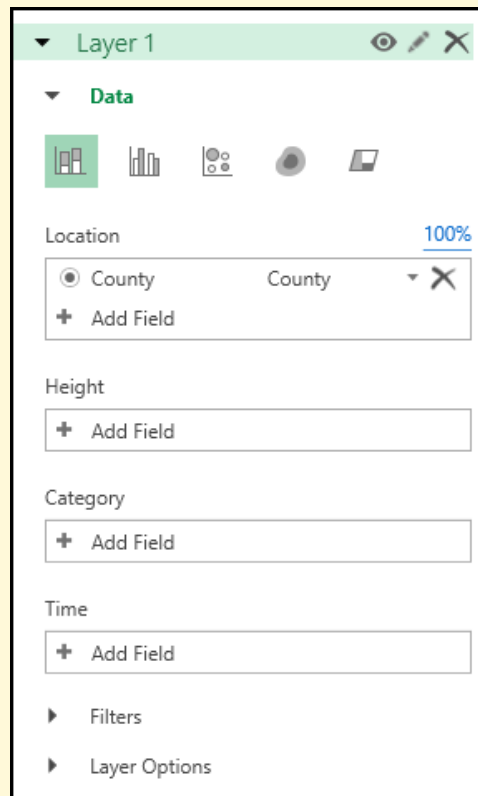 Layer 1
Data
Location 100%
County County
Add Field
Height
Add Field
Category
Add Field
Time
Add Field
Filters
Layer Options